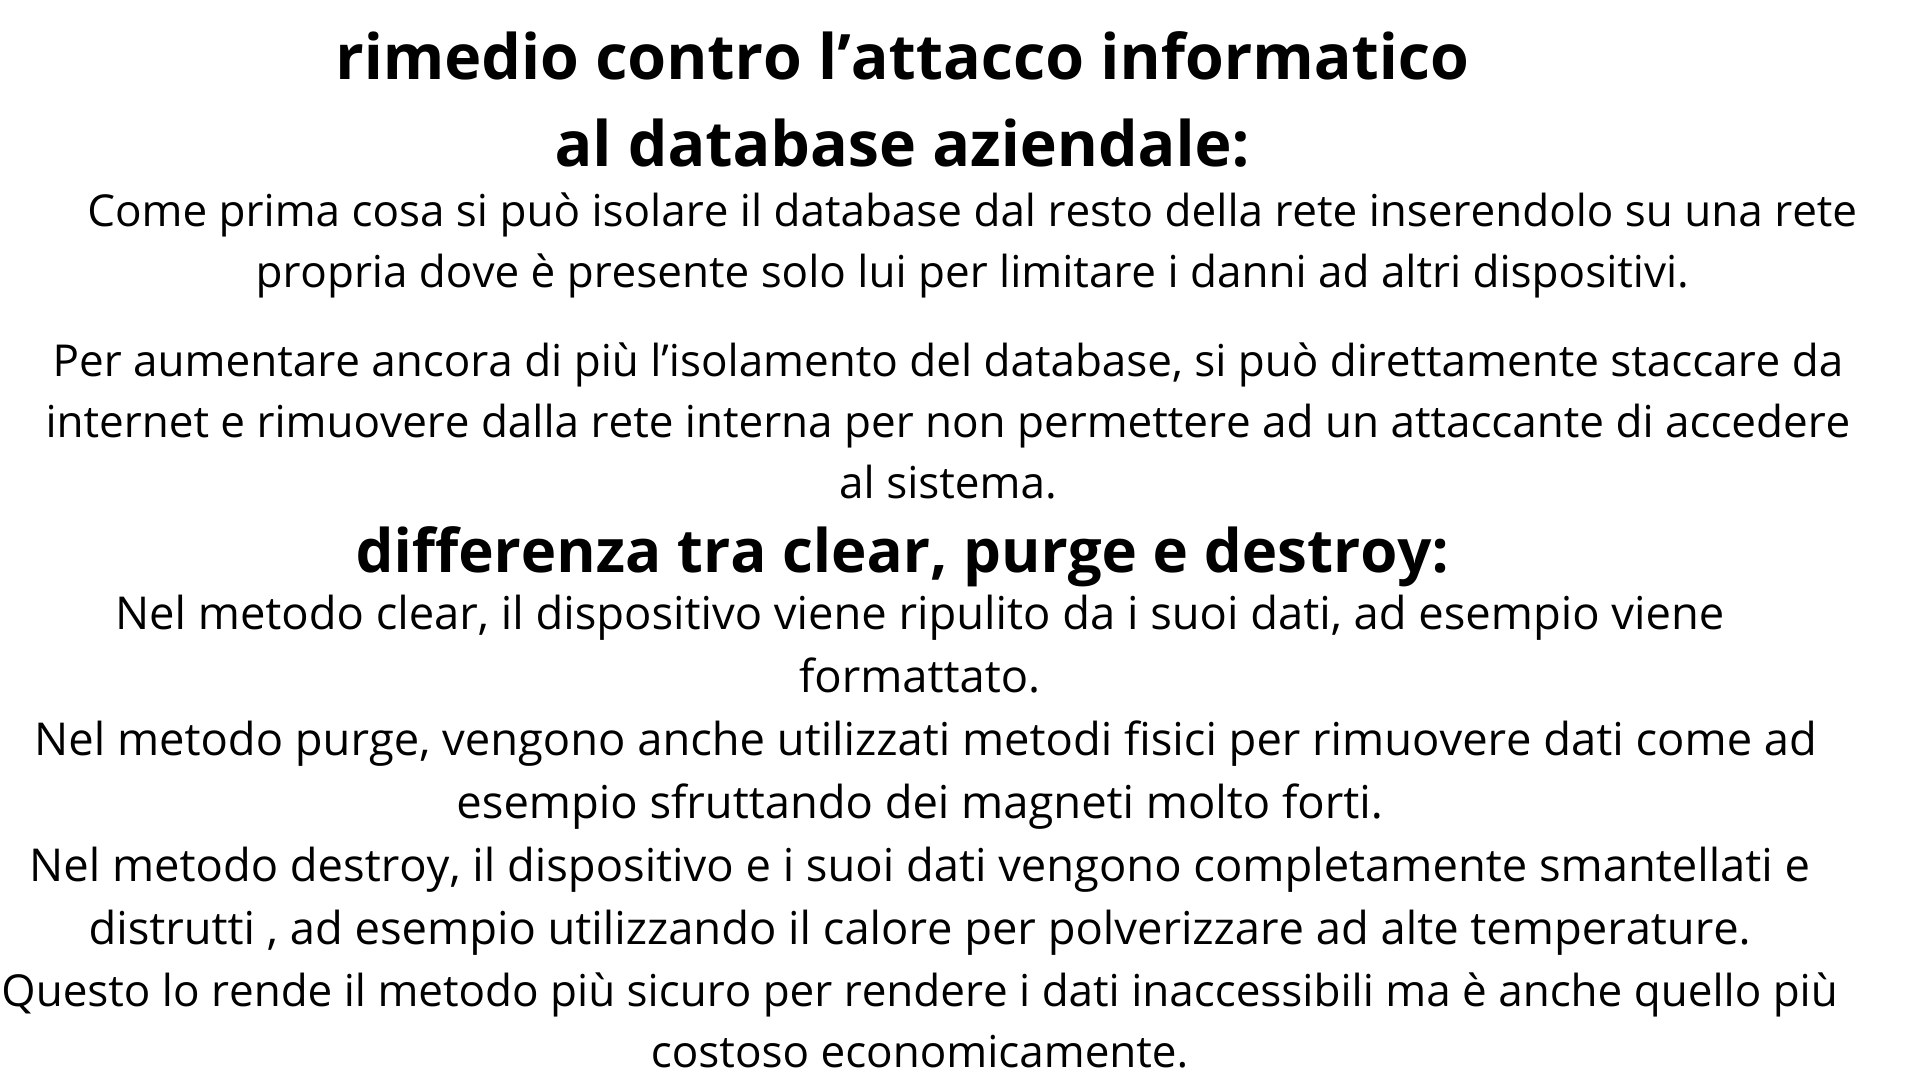 rimedio contro l’attacco informatico
al database aziendale:
Come prima cosa si può isolare il database dal resto della rete inserendolo su una rete
propria dove è presente solo lui per limitare i danni ad altri dispositivi.
Per aumentare ancora di più l’isolamento del database, si può direttamente staccare da
internet e rimuovere dalla rete interna per non permettere ad un attaccante di accedere
al sistema.
differenza tra clear, purge e destroy:
Nel metodo clear, il dispositivo viene ripulito da i suoi dati, ad esempio viene
formattato.
Nel metodo purge, vengono anche utilizzati metodi fisici per rimuovere dati come ad
esempio sfruttando dei magneti molto forti.
Nel metodo destroy, il dispositivo e i suoi dati vengono completamente smantellati e
distrutti , ad esempio utilizzando il calore per polverizzare ad alte temperature.
Questo lo rende il metodo più sicuro per rendere i dati inaccessibili ma è anche quello più
costoso economicamente.